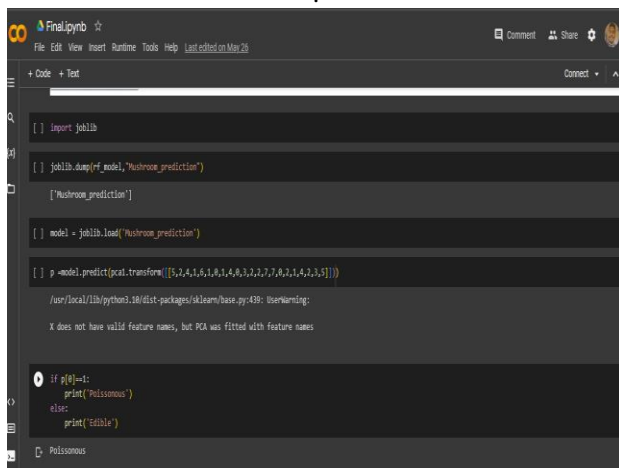 Final.ipynb
Comment Share
File Edit View Insert Runtime Tools Help Last edited on May 26
+ Code + Text
Connect
[ ] import joblib
{x}
[ ] joblib.dump(rf_model,"Mushroom_prediction")
['Mushroom_prediction']
[ ] model = joblib.load("Mushroom_prediction")
[ ] p =model.predict(pca1.transform([[5,2,4,1,6,1,0,1,4,0,3,2,2,7,7,0,2,1,4,2,3,5]]))
/usr/local/lib/python3.10/dist-packages/sklearn/base.py:439: UserWarning:
X does not have valid feature names, but PCA was fitted with feature names
if p[0]==1:
print("Poissonous")
else:
print("Edible")
Poissonous